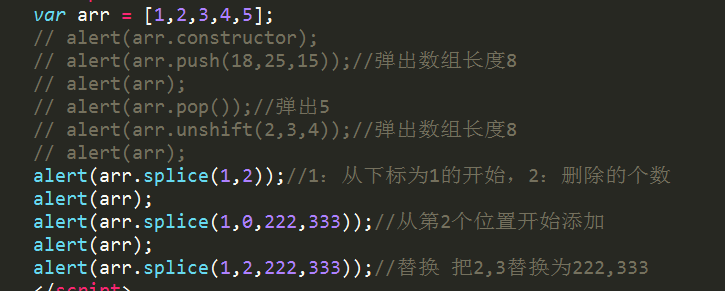 var arr = [1,2,3,4,5];
// alert(arr.constructor);
// alert(arr.push(18,25,15));//弹出数组长度8
// alert(arr);
// alert(arr.pop());//弹出5
// alert(arr.unshift(2,3,4));//弹出数组长度8
// alert(arr);
alert(arr.splice(1,2));//1：从下标为1的开始，2：删除的个数
alert(arr);
alert(arr.splice(1,0,222,333));//从第2个位置开始添加
alert(arr);
alert(arr.splice(1,2,222,333));//替换 把2,3替换为222,333
</script>